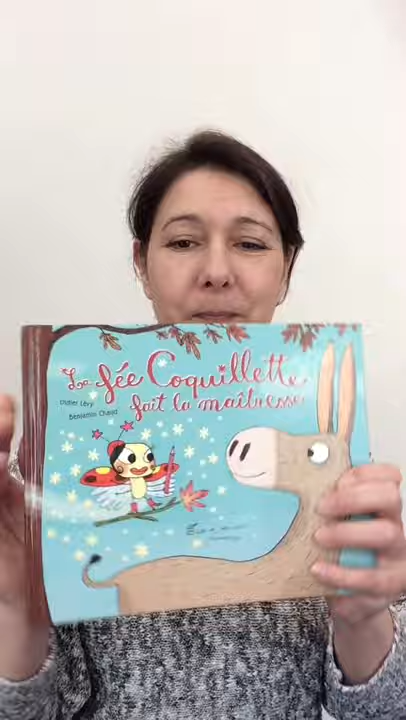 La fée Coquillette
fait la maîtresse
Didier Lévy
Benjamin Chaud